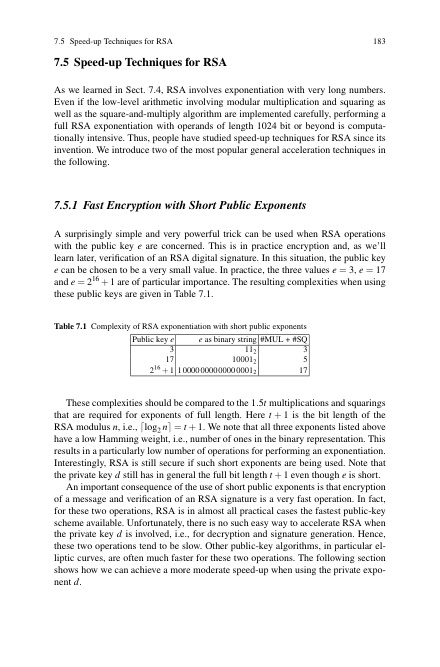 7.5 Speed-up Techniques for RSA 183
7.5 Speed-up Techniques for RSA
As we learned in Sect. 7.4, RSA involves exponentiation with very long numbers.
Even if the low-level arithmetic involving modular multiplication and squaring as
well as the square-and-multiply algorithm are implemented carefully, performing a
full RSA exponentiation with operands of length 1024 bit or beyond is computa-
tionally intensive. Thus, people have studied speed-up techniques for RSA since its
invention. We introduce two of the most popular general acceleration techniques in
the following.
7.5.1 Fast Encryption with Short Public Exponents
A surprisingly simple and very powerful trick can be used when RSA operations
with the public key e are concerned. This is in practice encryption and, as we'll
learn later, verification of an RSA digital signature. In this situation, the public key
e can be chosen to be a very small value. In practice, the three values e = 3, e = 17
and e = 2¹⁶ + 1 are of particular importance. The resulting complexities when using
these public keys are given in Table 7.1.
Table 7.1 Complexity of RSA exponentiation with short public exponents
Public key e e as binary string #MUL + #SQ
3 11₂ 3
17 10001₂ 5
2¹⁶ + 1 10000000000000001₂ 17
These complexities should be compared to the 1.5t multiplications and squarings
that are required for exponents of full length. Here t + 1 is the bit length of the
RSA modulus n, i.e., ⌈log₂ n⌉ = t + 1. We note that all three exponents listed above
have a low Hamming weight, i.e., number of ones in the binary representation. This
results in a particularly low number of operations for performing an exponentiation.
Interestingly, RSA is still secure if such short exponents are being used. Note that
the private key d still has in general the full bit length t + 1 even though e is short.
An important consequence of the use of short public exponents is that encryption
of a message and verification of an RSA signature is a very fast operation. In fact,
for these two operations, RSA is in almost all practical cases the fastest public-key
scheme available. Unfortunately, there is no such easy way to accelerate RSA when
the private key d is involved, i.e., for decryption and signature generation. Hence,
these two operations tend to be slow. Other public-key algorithms, in particular el-
liptic curves, are often much faster for these two operations. The following section
shows how we can achieve a more moderate speed-up when using the private expo-
nent d.